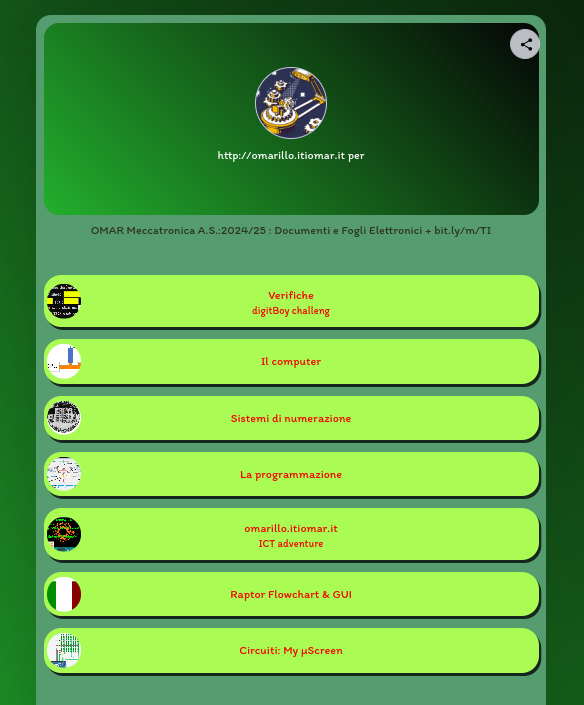 http://omarillo.itiomar.it per
OMAR Meccatronica A.S.:2024/25 : Documenti e Fogli Elettronici + bit.ly/m/TI
Verifiche
digitBoy challeng
Il computer
Sistemi di numerazione
La programmazione
omarillo.itiomar.it
ICT adventure
Raptor Flowchart & GUI
Circuiti: My µScreen